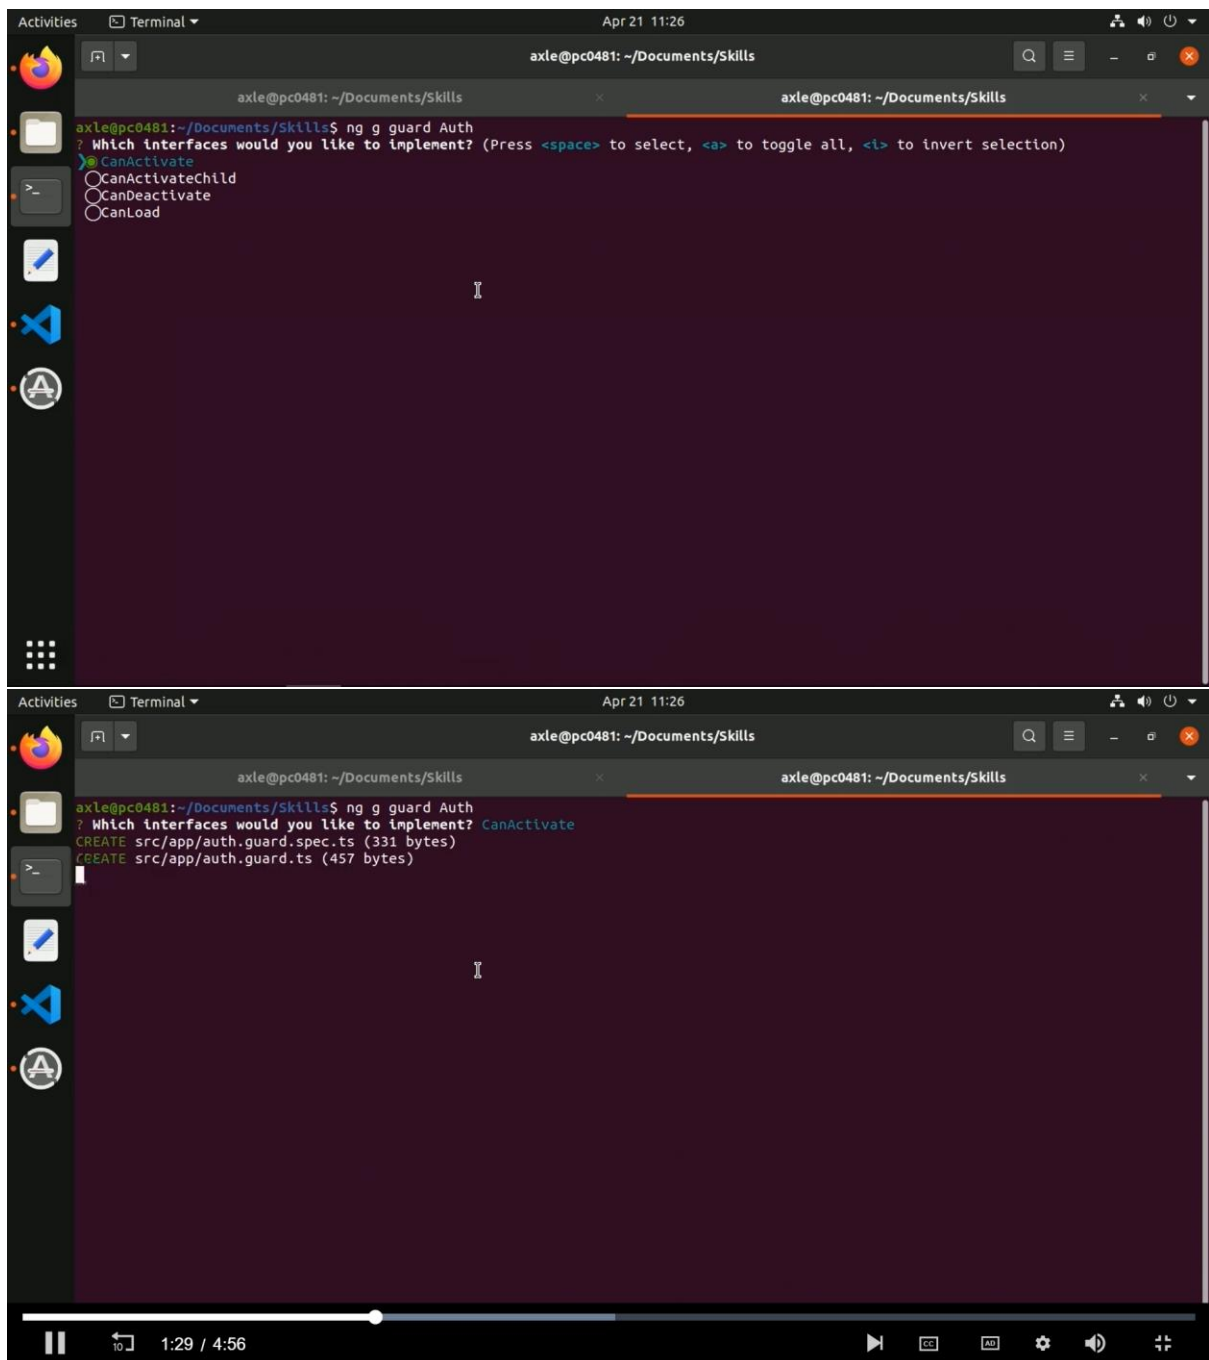 Activities Terminal Apr 21 11:26
axle@pc0481: ~/Documents/Skills
axle@pc0481: ~/Documents/Skills × axle@pc0481: ~/Documents/Skills ×
axle@pc0481:~/Documents/Skills$ ng g guard Auth
? Which interfaces would you like to implement? (Press <space> to select, <a> to toggle all, <i> to invert selection)
❯◉ CanActivate
◯CanActivateChild
◯CanDeactivate
◯CanLoad
Activities Terminal Apr 21 11:26
axle@pc0481: ~/Documents/Skills
axle@pc0481: ~/Documents/Skills × axle@pc0481: ~/Documents/Skills ×
axle@pc0481:~/Documents/Skills$ ng g guard Auth
? Which interfaces would you like to implement? CanActivate
CREATE src/app/auth.guard.spec.ts (331 bytes)
CREATE src/app/auth.guard.ts (457 bytes)
10 1:29 / 4:56 CC AD